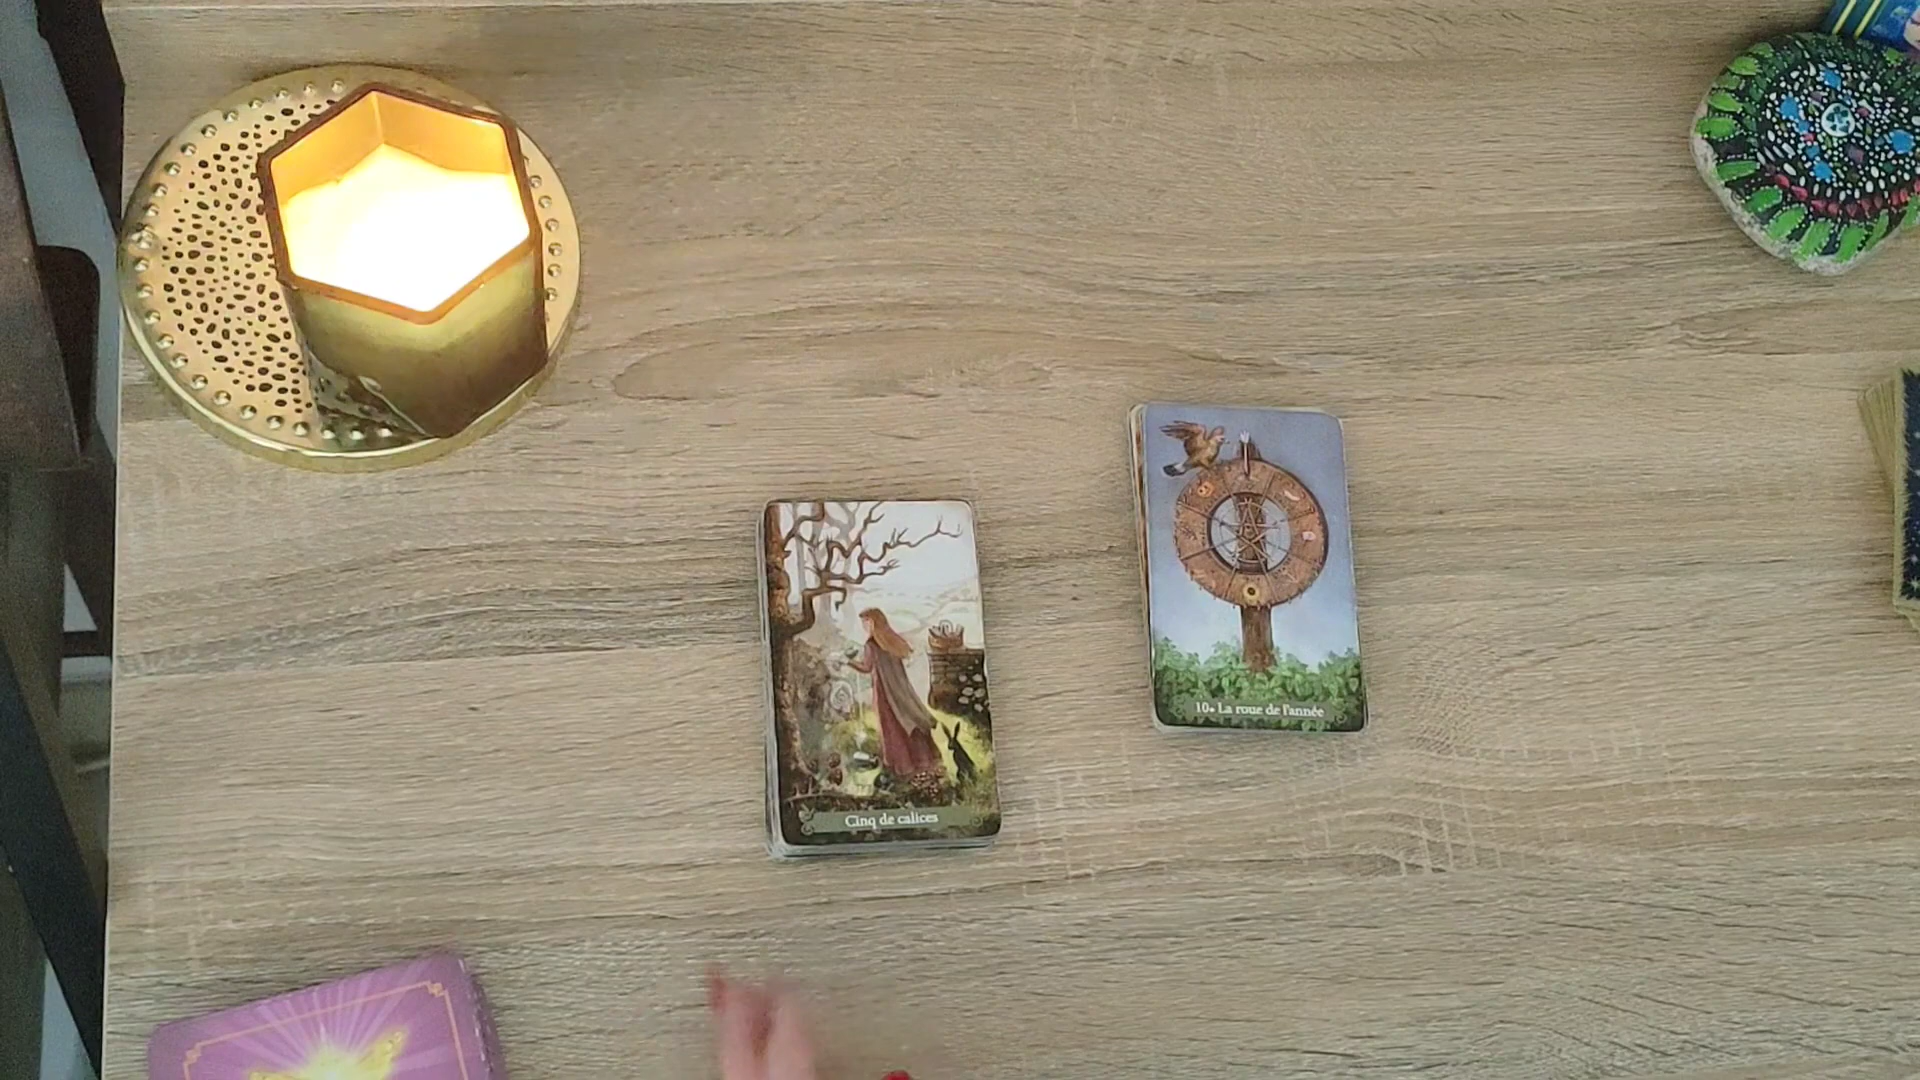 Cinq de calices
10• La roue de l'année